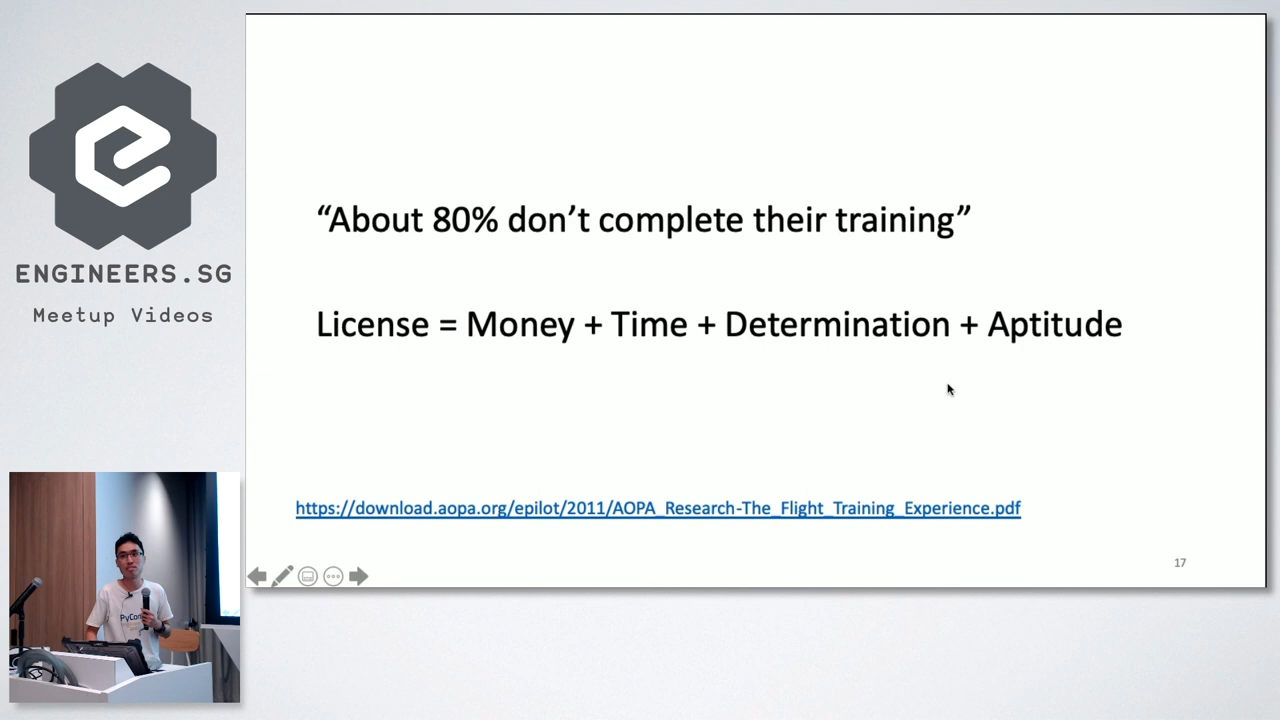 ENGINEERS.SG
Meetup Videos
“About 80% don’t complete their training”
License = Money + Time + Determination + Aptitude
https://download.aopa.org/epilot/2011/AOPA_Research-The_Flight_Training_Experience.pdf
17
PyCon